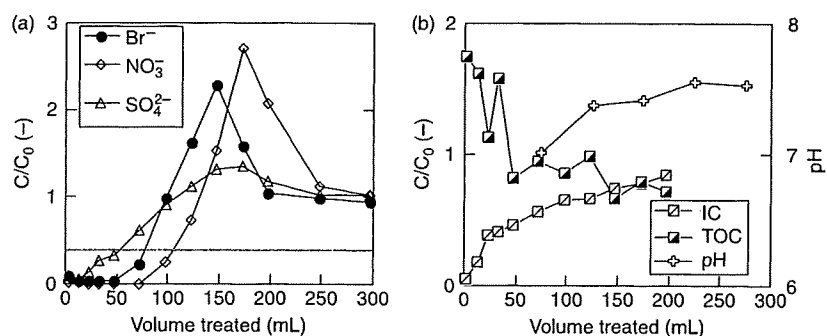 (a)
3
2
1
0
C/C₀ (–)
Br⁻
NO₃⁻
SO₄²⁻
0 50 100 150 200 250 300
Volume treated (mL)
(b)
2
1
0
C/C₀ (–)
8
7
6
pH
IC
TOC
pH
0 50 100 150 200 250 300
Volume treated (mL)